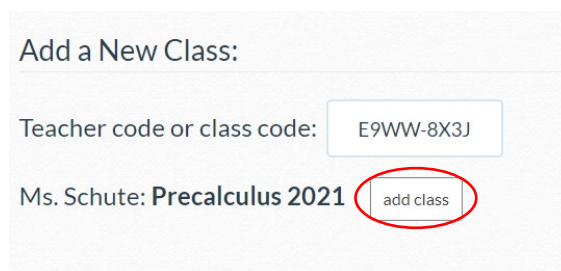 Add a New Class:
Teacher code or class code: E9WW-8X3J
Ms. Schute: Precalculus 2021 add class